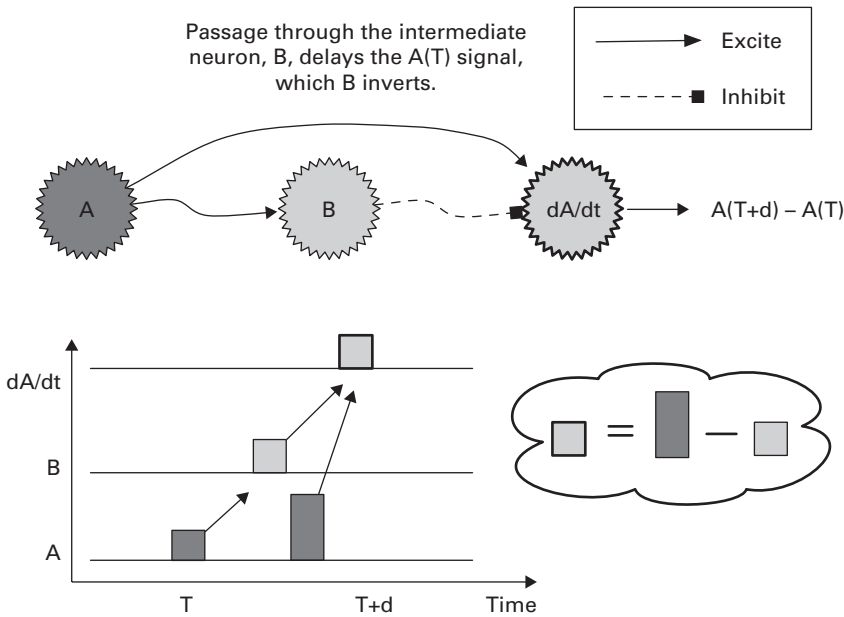 Passage through the intermediate
neuron, B, delays the A(T) signal,
which B inverts.
Excite
Inhibit
A
B
dA/dt
A(T+d) – A(T)
dA/dt
B
A
= –
T
T+d
Time